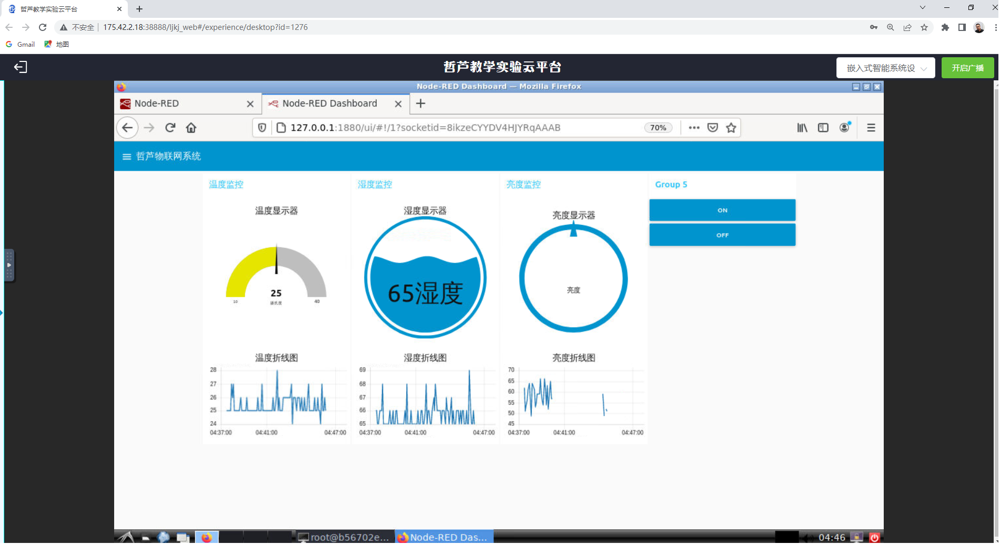 哲芦教学实验云平台
不安全 175.42.2.18:38888/ljkj_web#/experience/desktop?id=1276
Gmail 地图
哲芦教学实验云平台
嵌入式智能系统设
开启广播
Node-RED Dashboard — Mozilla Firefox
Node-RED
Node-RED Dashboard
127.0.0.1:1880/ui/#!/1?socketid=8ikzeCYYDV4HJYRqAAAB
70%
哲芦物联网系统
温度监控
温度显示器
25
摄氏度
10
40
温度折线图
28
27
26
25
24
04:37:00 04:41:00 04:47:00
湿度监控
湿度显示器
65湿度
湿度折线图
69
68
67
66
65
04:37:00 04:41:00 04:47:00
亮度监控
亮度显示器
亮度
亮度折线图
70
65
60
55
50
45
04:37:00 04:41:00 04:47:00
Group 5
ON
OFF
root@b56702e...
Node-RED Das...
04:46